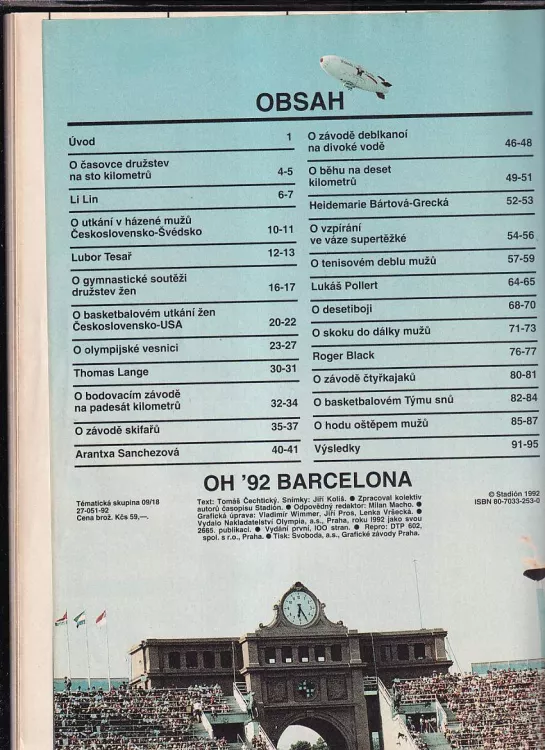 OBSAH
Úvod 1
O časovce družstev
na sto kilometrů 4-5
Li Lin 6-7
O utkání v házené mužů
Československo-Švédsko 10-11
Lubor Tesař 12-13
O gymnastické soutěži
družstev žen 16-17
O basketbalovém utkání žen
Československo-USA 20-22
O olympijské vesnici 23-27
Thomas Lange 30-31
O bodovacím závodě
na padesát kilometrů 32-34
O závodě skifařů 35-37
Arantxa Sanchezová 40-41
O závodě deblkanoí
na divoké vodě 46-48
O běhu na deset
kilometrů 49-51
Heidemarie Bártová-Grecká 52-53
O vzpírání
ve váze supertěžké 54-56
O tenisovém deblu mužů 57-59
Lukáš Pollert 64-65
O desetiboji 68-70
O skoku do dálky mužů 71-73
Roger Black 76-77
O závodě čtyřkajaků 80-81
O basketbalovém Týmu snů 82-84
O hodu oštěpem mužů 85-87
Výsledky 91-95
OH '92 BARCELONA
Tématická skupina 09/18
27-051-92
Cena brož. Kčs 59,—.
Text: Tomáš Čechtický. Snímky: Jiří Koliš. ● Zpracoval kolektiv
autorů časopisu Stadión. ● Odpovědný redaktor: Milan Macho. ●
Grafická úprava: Vladimír Wimmer, Jiří Pros, Lenka Vršecká. ●
Vydalo Nakladatelství Olympia, a.s., Praha, roku 1992 jako svou
2665. publikaci. ● Vydání první, 100 stran. ● Repro: DTP 602,
spol. s r.o., Praha. ● Tisk: Svoboda, a.s., Grafické závody Praha.
© Stadión 1992
ISBN 80-7033-253-0